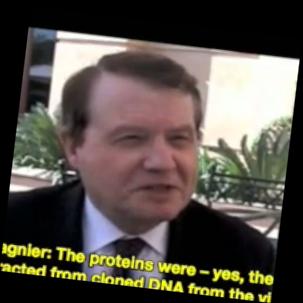 agnier: The proteins were – yes, the
racted from cloned DNA from the vi